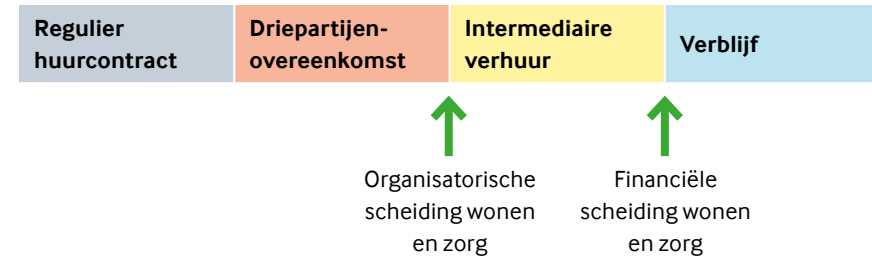 Regulier
huurcontract
Driepartijen-
overeenkomst
Intermediaire
verhuur
Verblijf
Organisatorische
scheiding wonen
en zorg
Financiële
scheiding wonen
en zorg